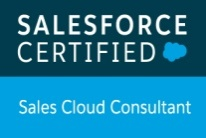 SALESFORCE
CERTIFIED
Sales Cloud Consultant